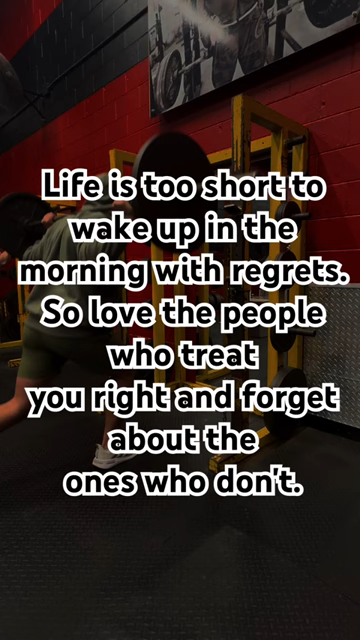 Life is too short to
wake up in the
morning with regrets.
So love the people
who treat
you right and forget
about the
ones who don't.